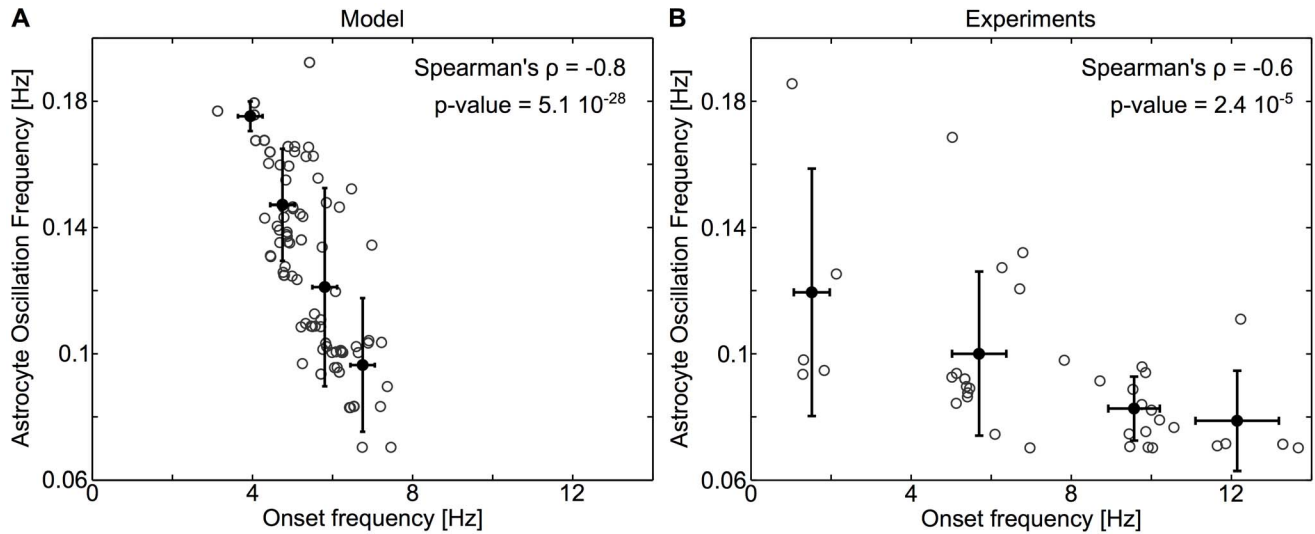 A
Model
Spearman's ρ = -0.8
p-value = 5.1 10⁻²⁸
Astrocyte Oscillation Frequency [Hz]
0.18
0.14
0.1
0.06
0
4
8
12
Onset frequency [Hz]
B
Experiments
Spearman's ρ = -0.6
p-value = 2.4 10⁻⁵
Astrocyte Oscillation Frequency [Hz]
0.18
0.14
0.1
0.06
0
4
8
12
Onset frequency [Hz]